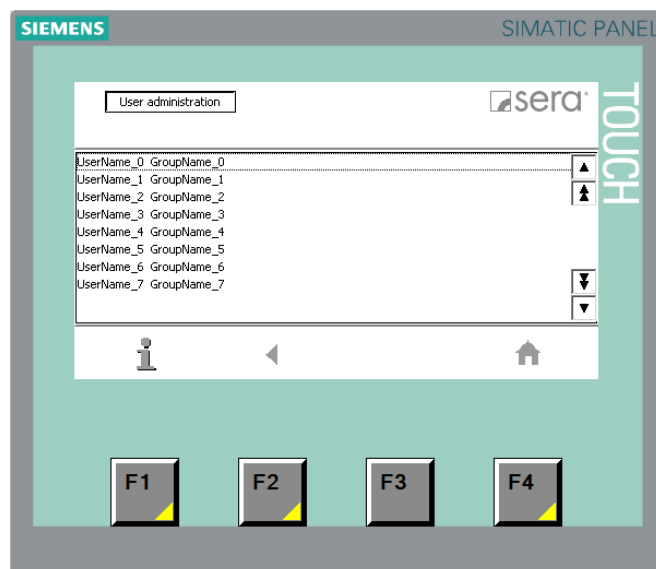 SIEMENS
SIMATIC PANEL
TOUCH
User administration
sera
UserName_0 GroupName_0
UserName_1 GroupName_1
UserName_2 GroupName_2
UserName_3 GroupName_3
UserName_4 GroupName_4
UserName_5 GroupName_5
UserName_6 GroupName_6
UserName_7 GroupName_7
F1
F2
F3
F4